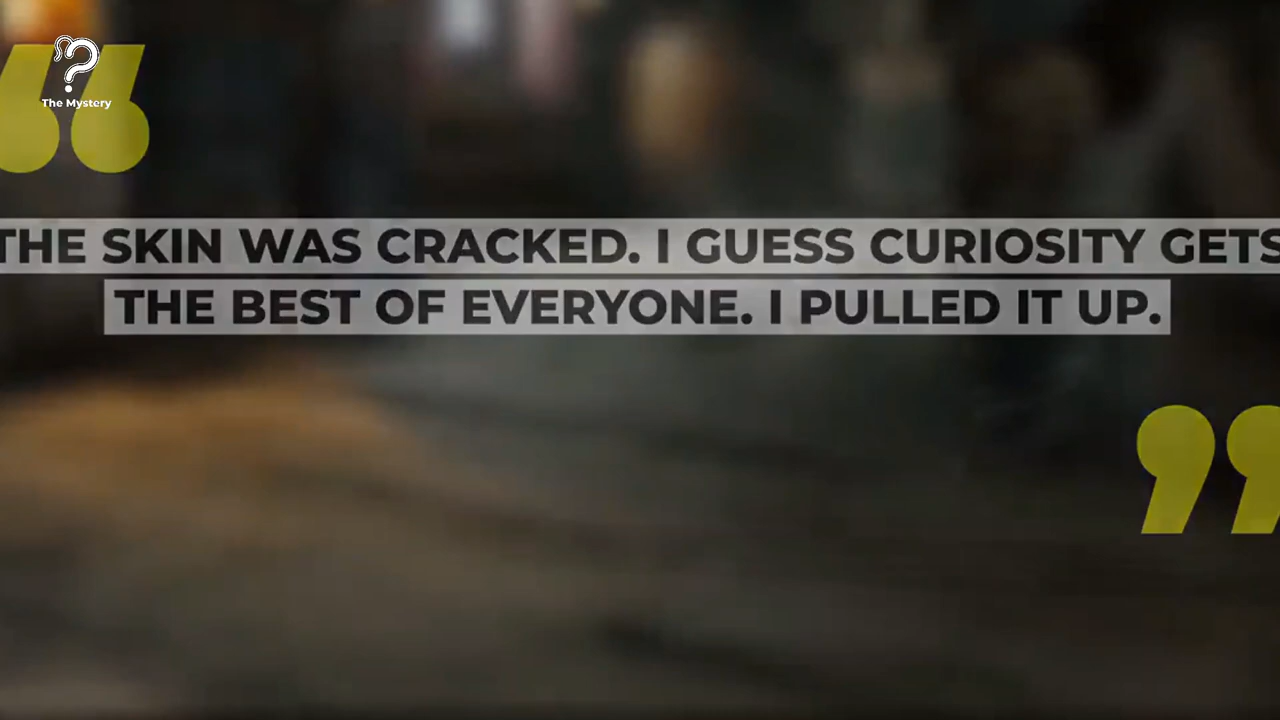 The Mystery
THE SKIN WAS CRACKED. I GUESS CURIOSITY GETS
THE BEST OF EVERYONE. I PULLED IT UP.